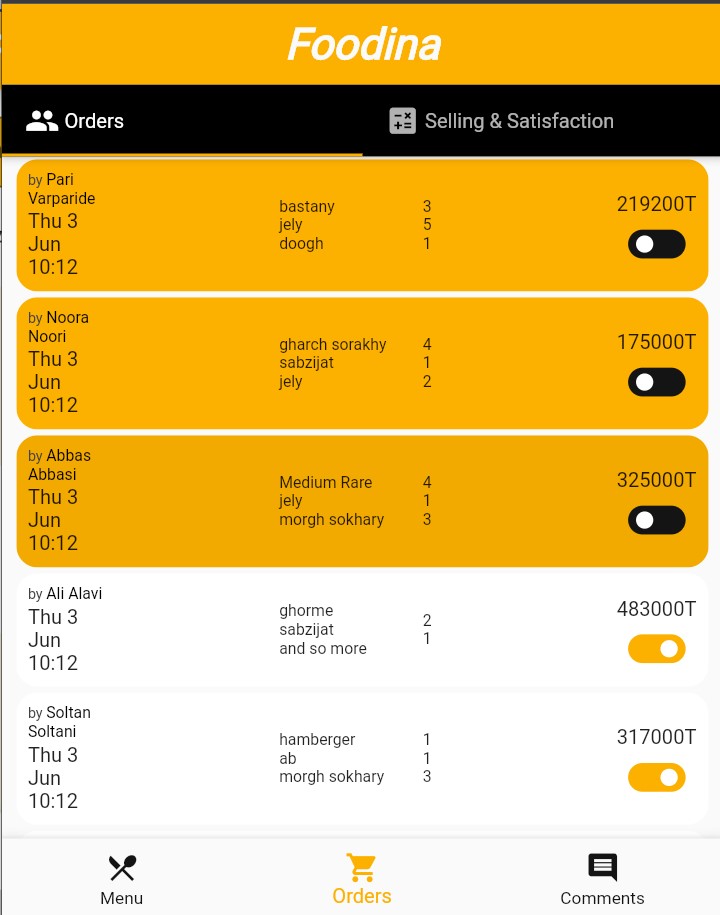 Foodina
Orders
Selling & Satisfaction
by Pari
Varparide
Thu 3
Jun
10:12
bastany 3
jely 5
doogh 1
219200T
by Noora
Noori
Thu 3
Jun
10:12
gharch sorakhy 4
sabzijat 1
jely 2
175000T
by Abbas
Abbasi
Thu 3
Jun
10:12
Medium Rare 4
jely 1
morgh sokhary 3
325000T
by Ali Alavi
Thu 3
Jun
10:12
ghorme
sabzijat
and so more
2
1
483000T
by Soltan
Soltani
Thu 3
Jun
10:12
hamberger 1
ab 1
morgh sokhary 3
317000T
Menu
Orders
Comments